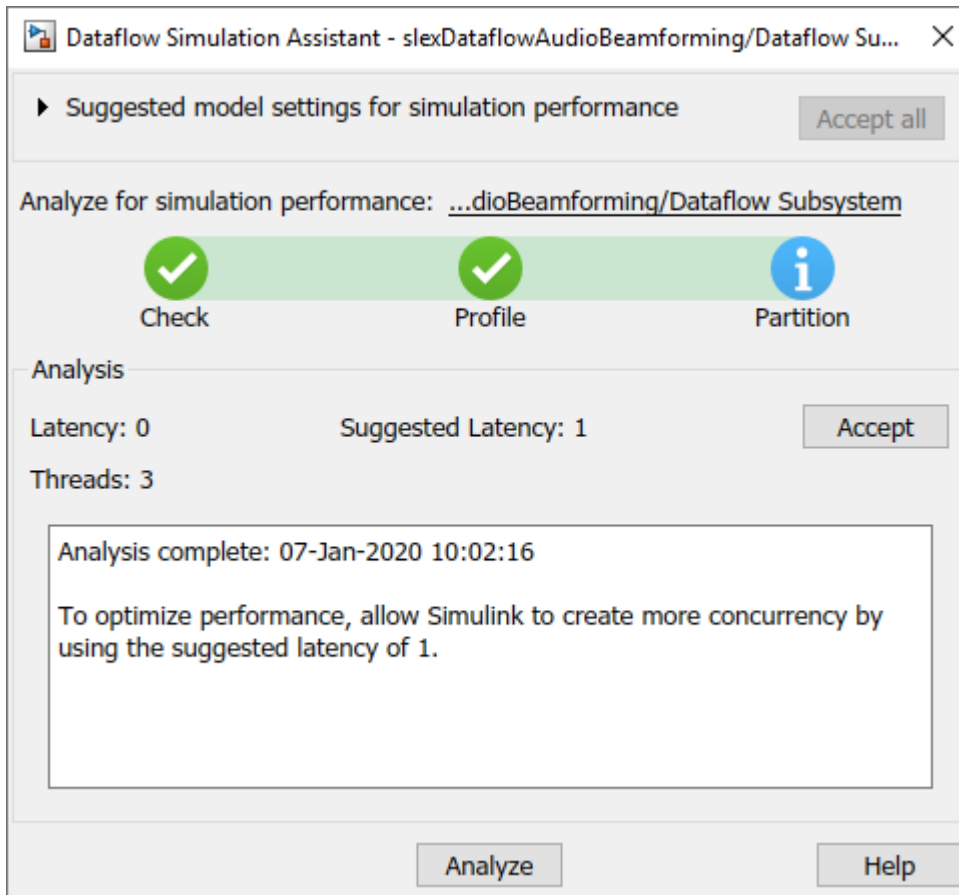 Dataflow Simulation Assistant - slexDataflowAudioBeamforming/Dataflow Su...
Suggested model settings for simulation performance
Accept all
Analyze for simulation performance: ...dioBeamforming/Dataflow Subsystem
Check Profile Partition
Analysis
Latency: 0 Suggested Latency: 1 Accept
Threads: 3
Analysis complete: 07-Jan-2020 10:02:16
To optimize performance, allow Simulink to create more concurrency by
using the suggested latency of 1.
Analyze Help